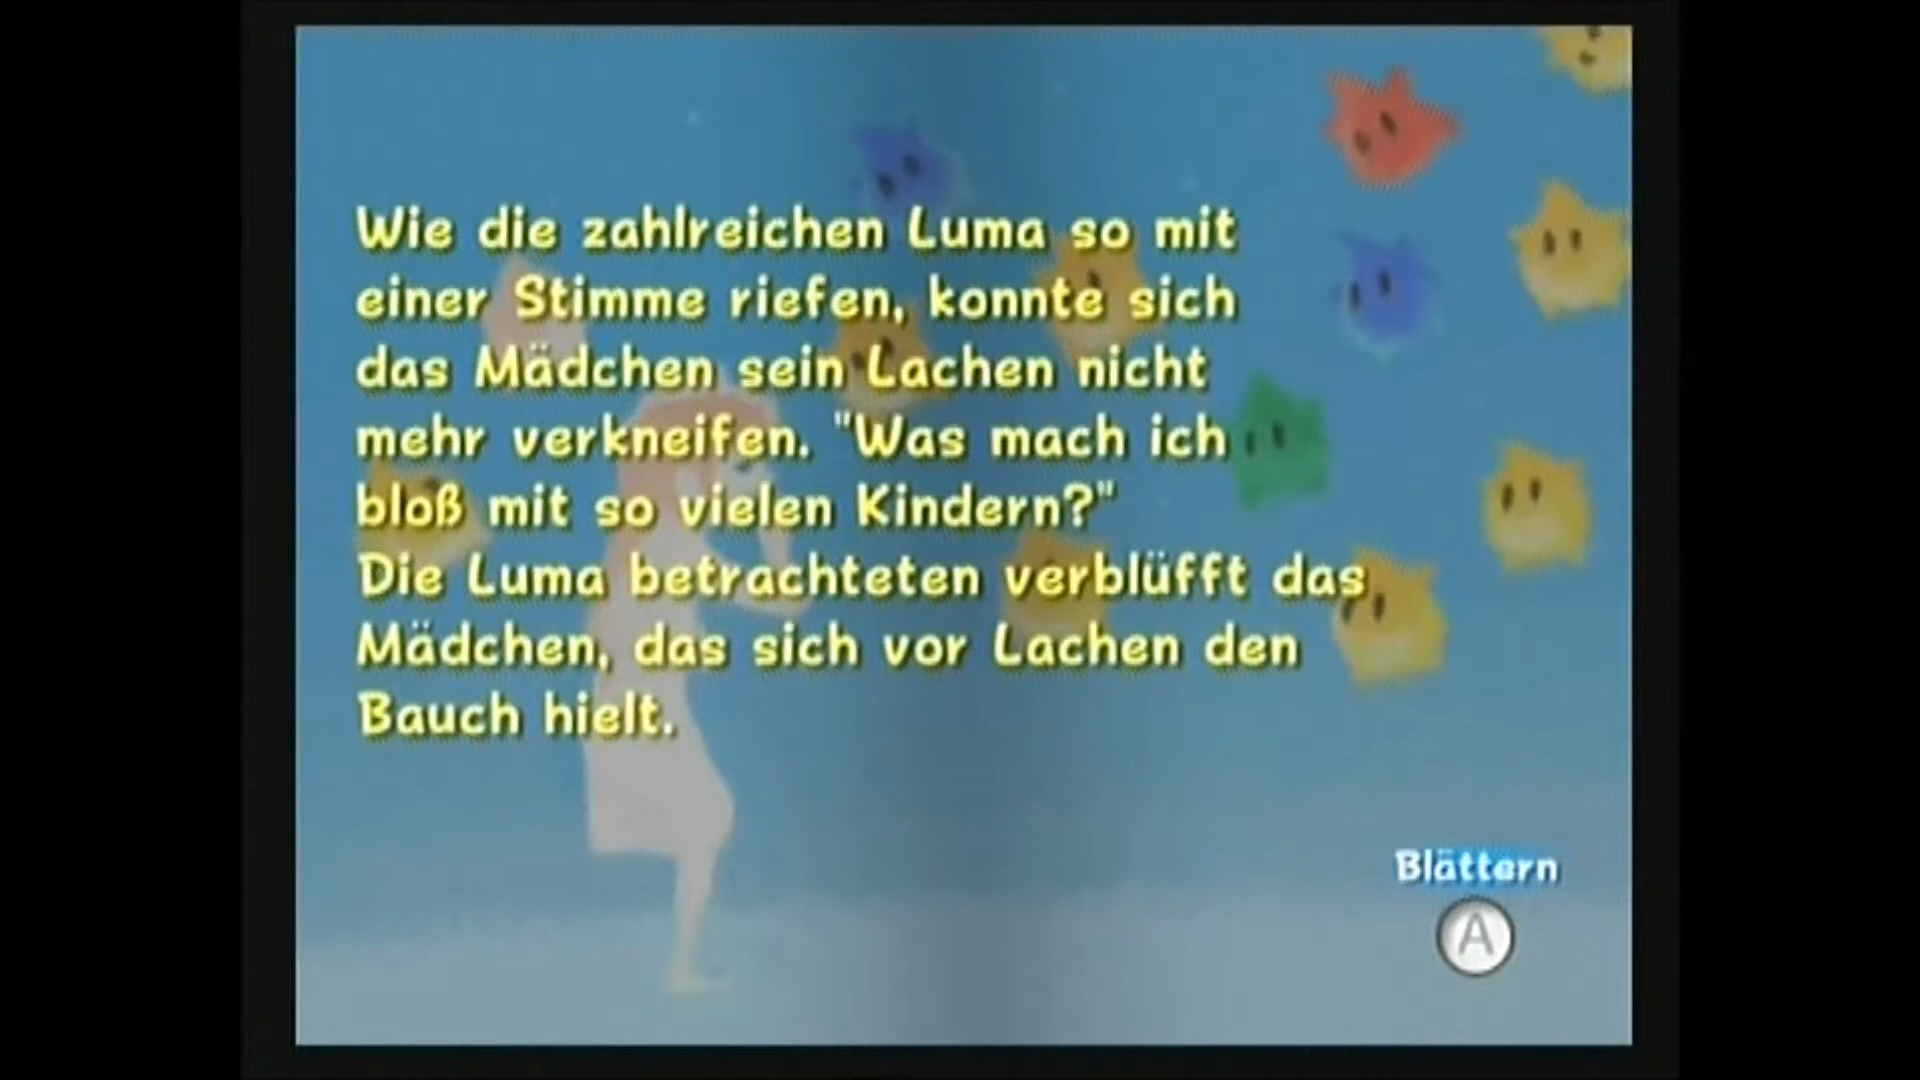 Wie die zahlreichen Luma so mit
einer Stimme riefen, konnte sich
das Mädchen sein Lachen nicht
mehr verkneifen. "Was mach ich
bloß mit so vielen Kindern?"
Die Luma betrachteten verblüfft das
Mädchen, das sich vor Lachen den
Bauch hielt.
Blättern
A